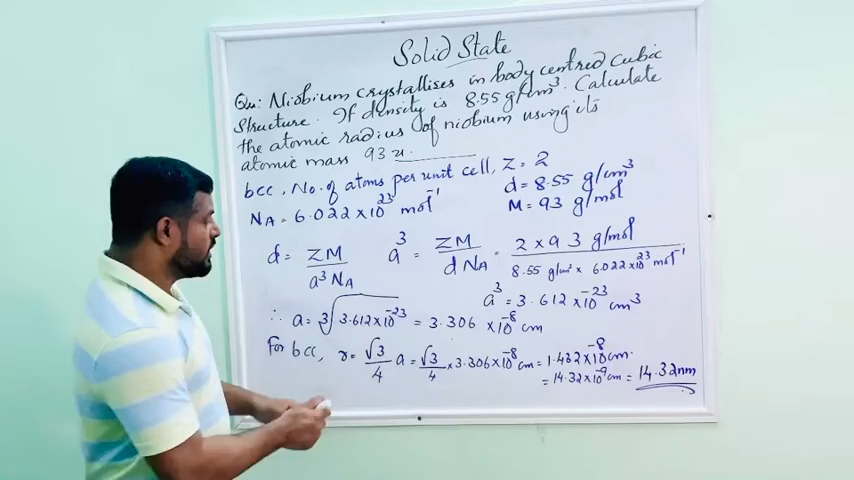 Solid State
Qu: Niobium crystallises in body centred cubic
structure. If density is 8.55 g/cm³. Calculate
the atomic radius of niobium using its
atomic mass 93 u.
bcc, No. of atoms per unit cell, Z = 2
N_A = 6.022 × 10²³ mol⁻¹
d = 8.55 g/cm³
M = 93 g/mol
d = ZM / a³ N_A
a³ = ZM / d N_A = 2 × 93 g/mol / 8.55 g/cm³ × 6.022 × 10²³ mol⁻¹
a³ = 3.612 × 10⁻²³ cm³
∴ a = ∛3.612 × 10⁻²³ = 3.306 × 10⁻⁸ cm
For bcc, r = √3/4 a = √3/4 × 3.306 × 10⁻⁸ cm = 1.432 × 10⁻⁸ cm.
= 14.32 × 10⁻⁹ cm = 14.32 nm